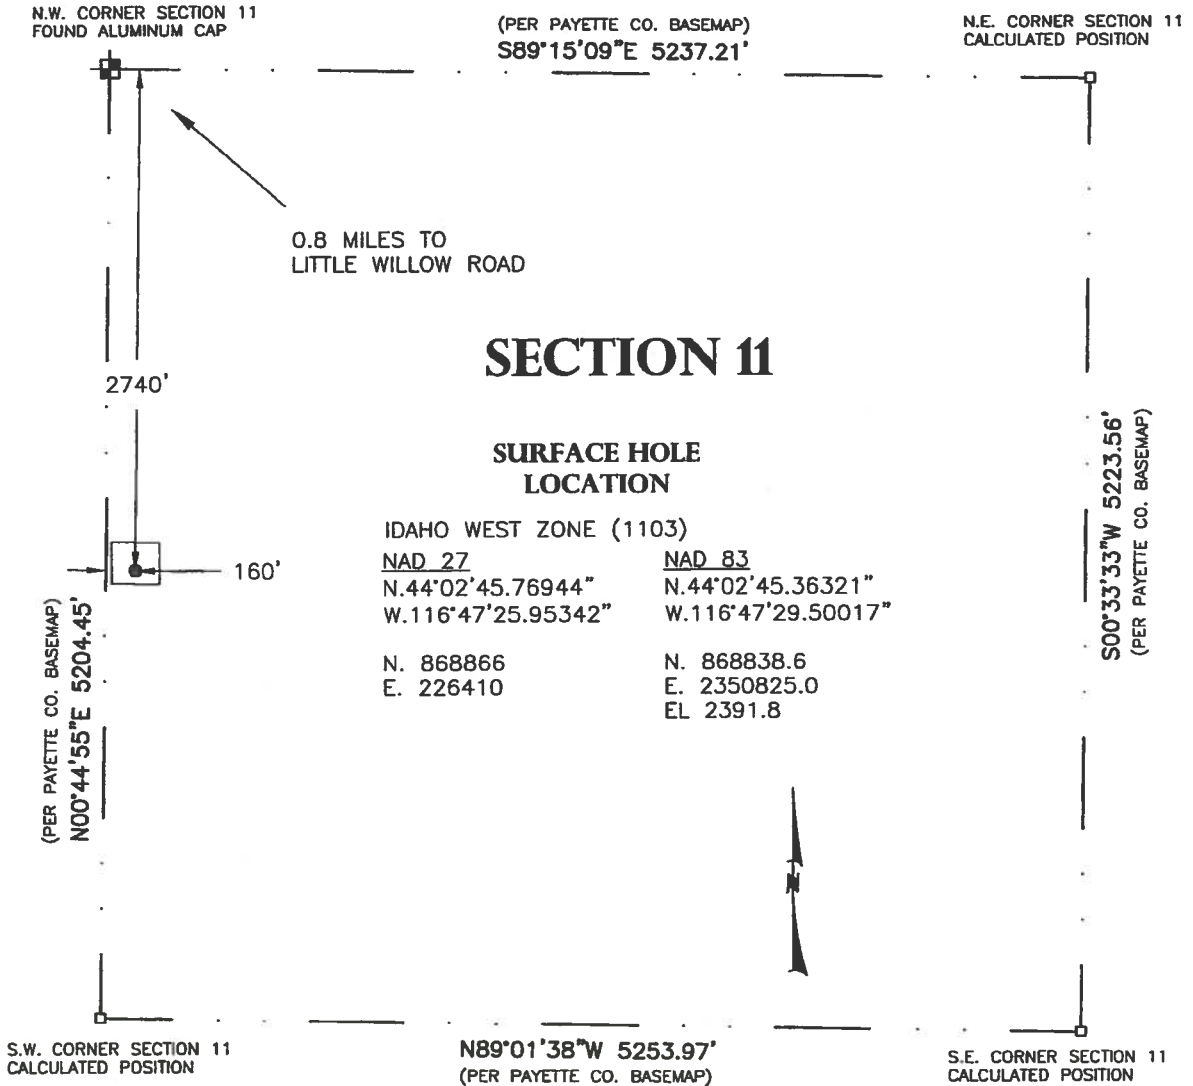 N.W. CORNER SECTION 11
FOUND ALUMINUM CAP
(PER PAYETTE CO. BASEMAP)
S89°15'09"E 5237.21'
N.E. CORNER SECTION 11
CALCULATED POSITION
0.8 MILES TO
LITTLE WILLOW ROAD
SECTION 11
2740'
SURFACE HOLE
LOCATION
IDAHO WEST ZONE (1103)
NAD 27
N.44°02'45.76944"
W.116°47'25.95342"
N. 868866
E. 226410
NAD 83
N.44°02'45.36321"
W.116°47'29.50017"
N. 868838.6
E. 2350825.0
EL 2391.8
160'
(PER PAYETTE CO. BASEMAP)
N00°44'55"E 5204.45'
S00°33'33"W 5223.56'
(PER PAYETTE CO. BASEMAP)
N
S.W. CORNER SECTION 11
CALCULATED POSITION
N89°01'38"W 5253.97'
(PER PAYETTE CO. BASEMAP)
S.E. CORNER SECTION 11
CALCULATED POSITION